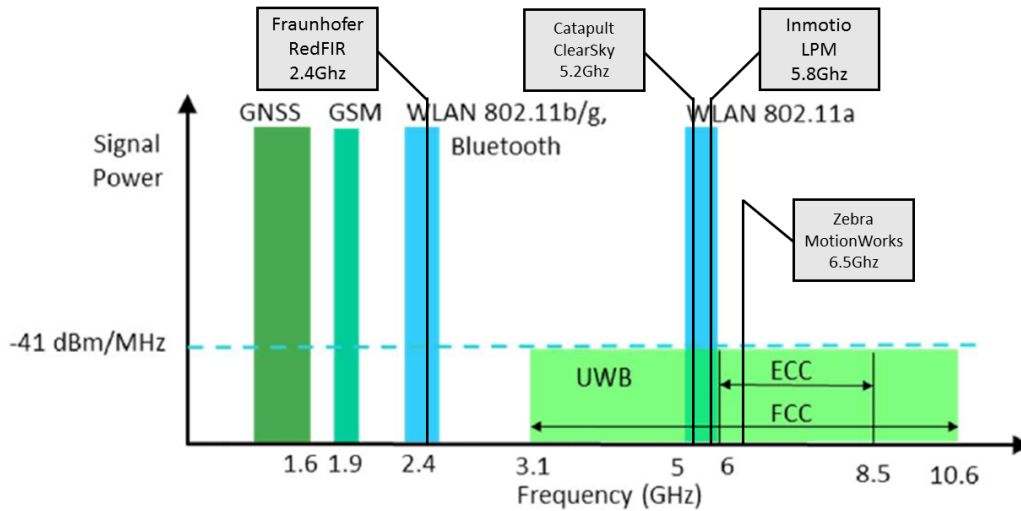 Fraunhofer
RedFIR
2.4Ghz
Catapult
ClearSky
5.2Ghz
Inmotio
LPM
5.8Ghz
GNSS
GSM
WLAN 802.11b/g,
Bluetooth
WLAN 802.11a
Signal
Power
Zebra
MotionWorks
6.5Ghz
-41 dBm/MHz
UWB
ECC
FCC
1.6
1.9
2.4
3.1
5
6
8.5
10.6
Frequency (GHz)